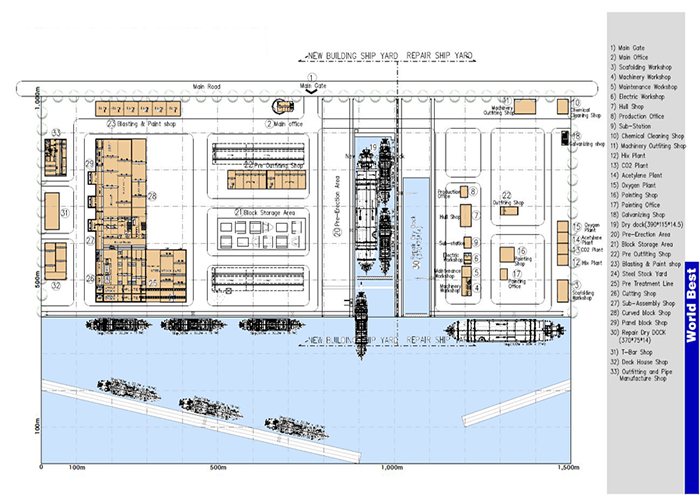 NEW BUILDING SHIP YARD
REPAIR SHIP YARD
1
Main Road
Main Gate
1,000m
23 Blasting & Paint shop
2 Main office
11
Machinery
Outfitting Shop
10
Chemical
Cleaning Shop
33
18
Galvanizing shop
19
29
22 Pre Outfitting Shop
28
20 Pre-Erection Area
Production
Office
8
22
Outfitting Shop
31
21 Block Storage Area
Hull Shop
7
15 Oxygen
Plant
14 Acetylene
Plant
13 CO2 Plant
12 Mix Plant
27
30
Sub-station
9
Electric
Workshop
6
16
Painting
Shop
26
25
32
500m
Maintenance
Workshop
5
Machinery
Workshop
4
17
Painting
Office
3
Scaffolding
Workshop
NEW BUILDING SHIP YARD
REPAIR SHIP YARD
100m
0
100m
500m
1,000m
1,500m
1) Main Gate
2) Main Office
3) Scafolding Workshop
4) Machinery Workshop
5) Maintenance Workshop
6) Electric Workshop
7) Hull Shop
8) Production Office
9) Sub-Station
10) Chemical Cleaning Shop
11) Machinery Outfitting Shop
12) Mix Plant
13) CO2 Plant
14) Acetylene Plant
15) Oxygen Plant
16) Painting Shop
17) Painting Office
18) Galvanizing Shop
19) Dry dock(390*115*14.5)
20) Pre-Erection Area
21) Block Storage Area
22) Pre Outfitting Shop
23) Blasting & Paint shop
24) Steel Stock Yard
25) Pre Treatment Line
26) Cutting Shop
27) Sub-Assembly Shop
28) Curved block Shop
29) Panel block Shop
30) Repair Dry DOCK
(370*75*14)
31) T-Bar Shop
32) Deck House Shop
33) Outfitting and Pipe
Manufacture Shop
World Best